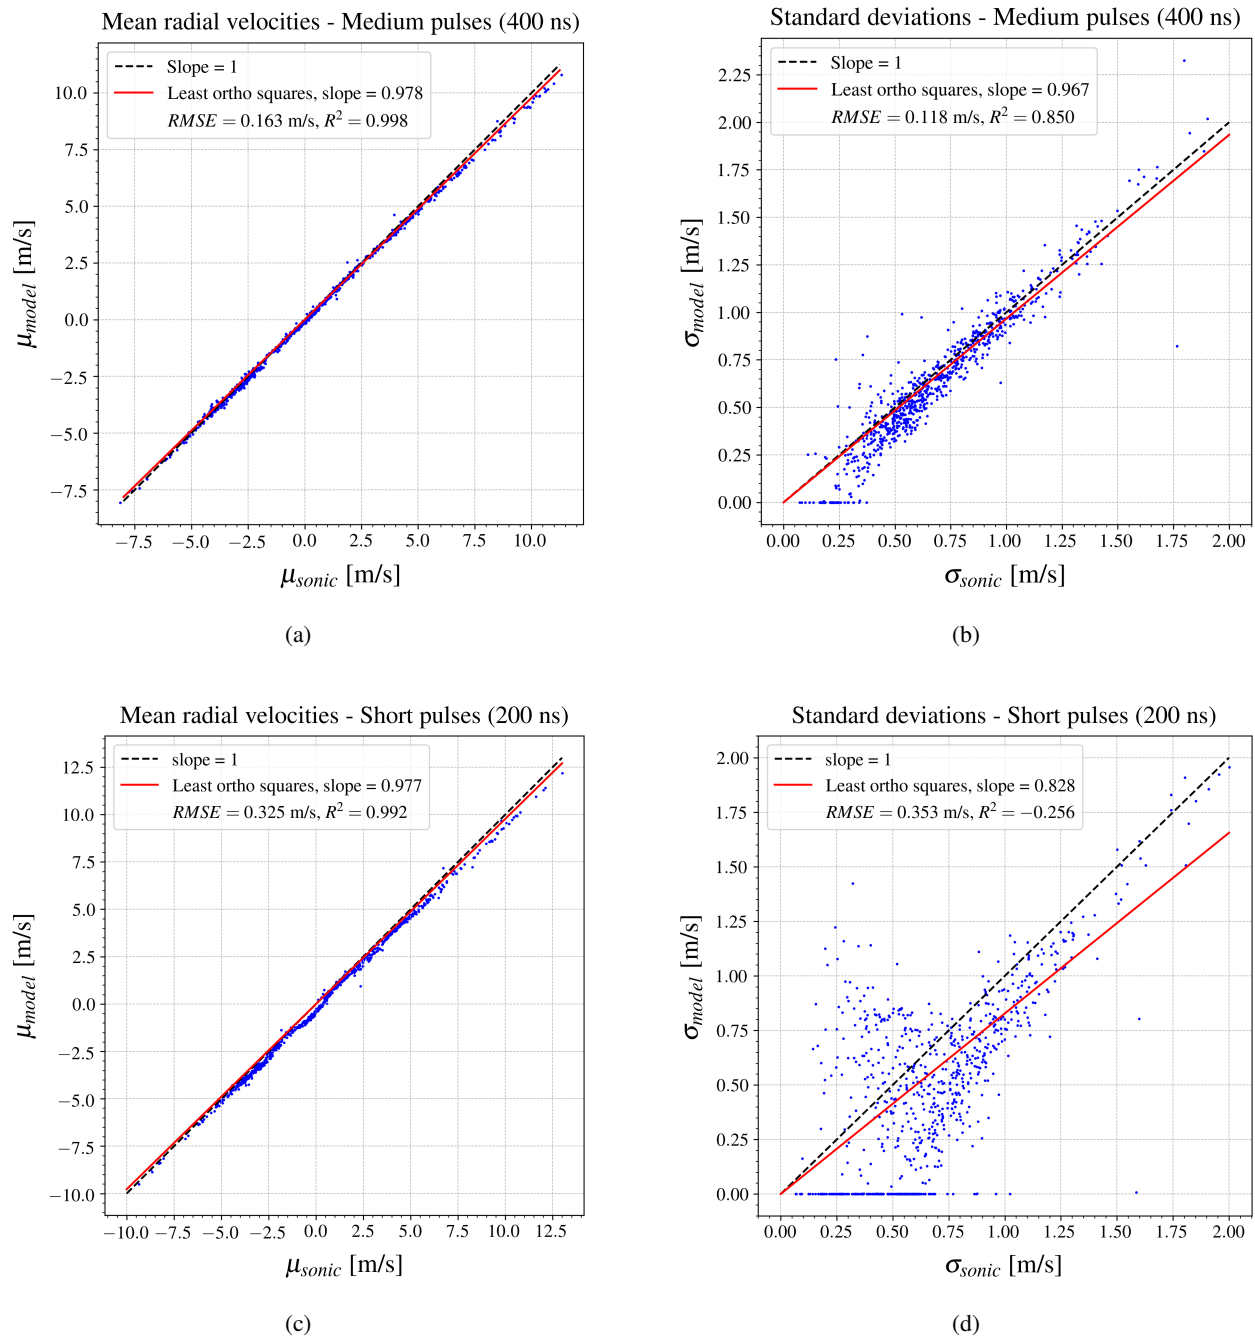 Mean radial velocities - Medium pulses (400 ns)
Slope = 1
Least ortho squares, slope = 0.978
RMSE = 0.163 m/s, R² = 0.998
10.0
7.5
5.0
2.5
0.0
−2.5
−5.0
−7.5
μmodel [m/s]
−7.5 −5.0 −2.5 0.0 2.5 5.0 7.5 10.0
μsonic [m/s]
(a)
Standard deviations - Medium pulses (400 ns)
Slope = 1
Least ortho squares, slope = 0.967
RMSE = 0.118 m/s, R² = 0.850
2.25
2.00
1.75
1.50
1.25
1.00
0.75
0.50
0.25
0.00
σmodel [m/s]
0.00 0.25 0.50 0.75 1.00 1.25 1.50 1.75 2.00
σsonic [m/s]
(b)
Mean radial velocities - Short pulses (200 ns)
slope = 1
Least ortho squares, slope = 0.977
RMSE = 0.325 m/s, R² = 0.992
12.5
10.0
7.5
5.0
2.5
0.0
−2.5
−5.0
−7.5
−10.0
μmodel [m/s]
−10.0 −7.5 −5.0 −2.5 0.0 2.5 5.0 7.5 10.0 12.5
μsonic [m/s]
(c)
Standard deviations - Short pulses (200 ns)
slope = 1
Least ortho squares, slope = 0.828
RMSE = 0.353 m/s, R² = −0.256
2.00
1.75
1.50
1.25
1.00
0.75
0.50
0.25
0.00
σmodel [m/s]
0.00 0.25 0.50 0.75 1.00 1.25 1.50 1.75 2.00
σsonic [m/s]
(d)